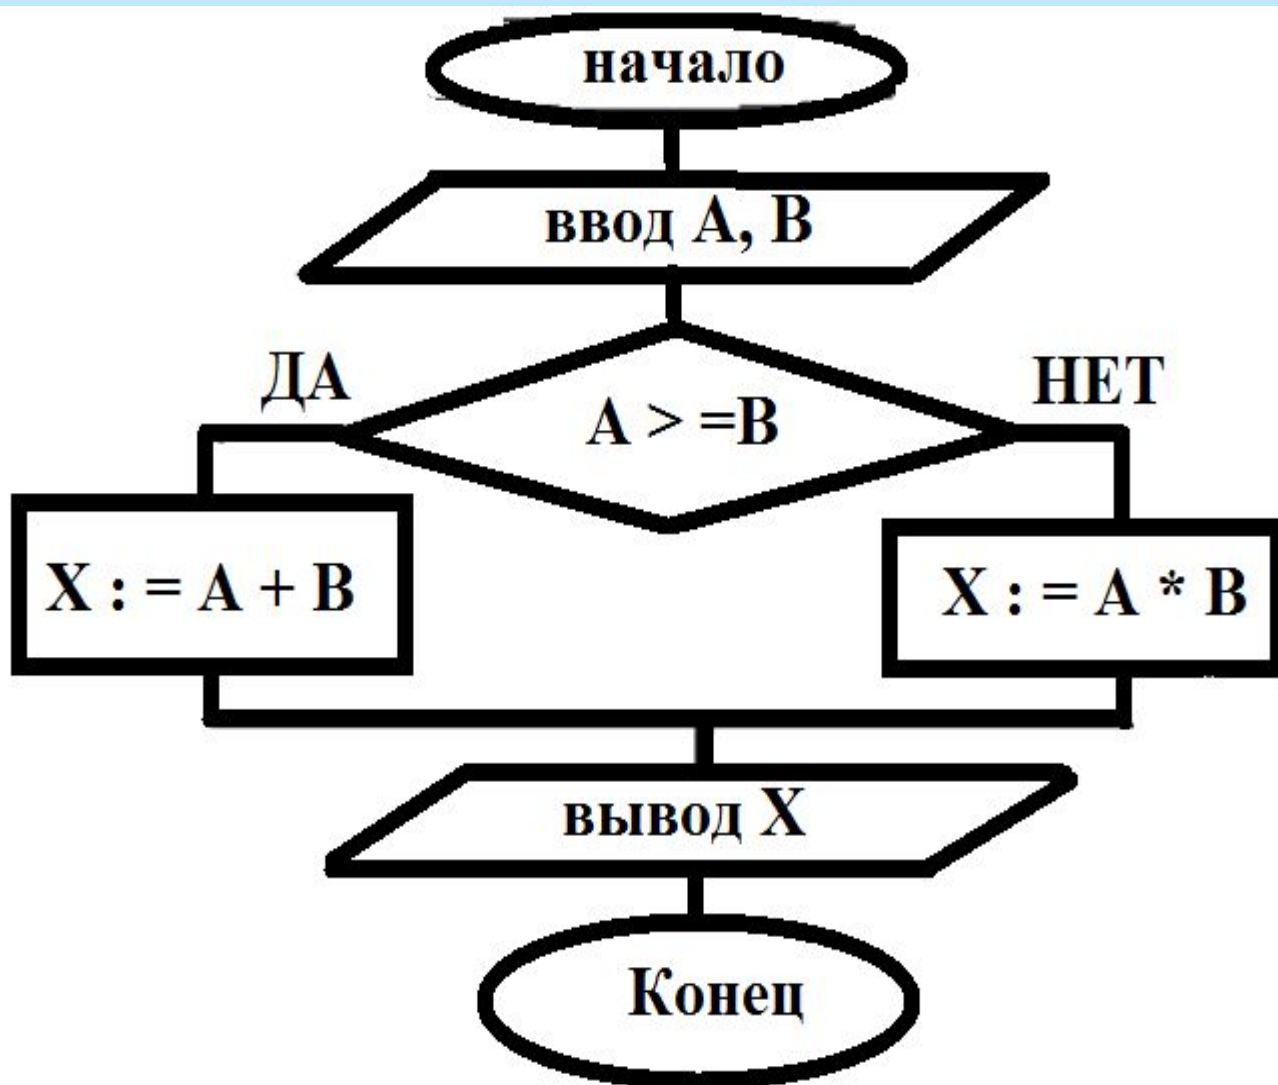 начало
ввод A, B
ДА
НЕТ
A > =B
X : = A + B
X : = A * B
вывод X
Конец